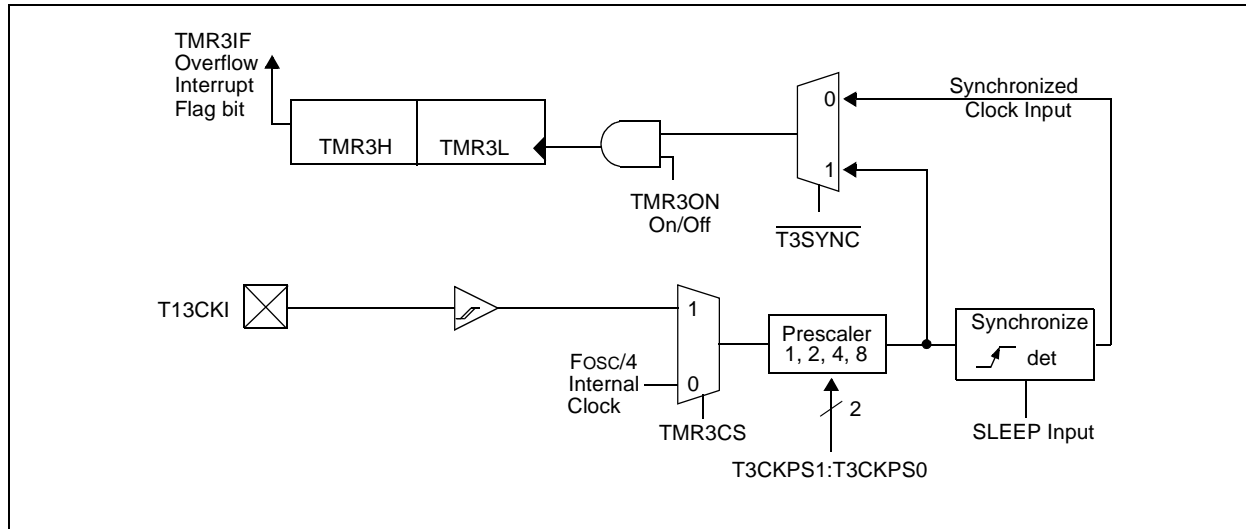 TMR3IF
Overflow
Interrupt
Flag bit
TMR3H
TMR3L
TMR3ON
On/Off
0
1
T3SYNC
Synchronized
Clock Input
T13CKI
1
0
FOSC/4
Internal
Clock
TMR3CS
Prescaler
1, 2, 4, 8
2
T3CKPS1:T3CKPS0
Synchronize
det
SLEEP Input